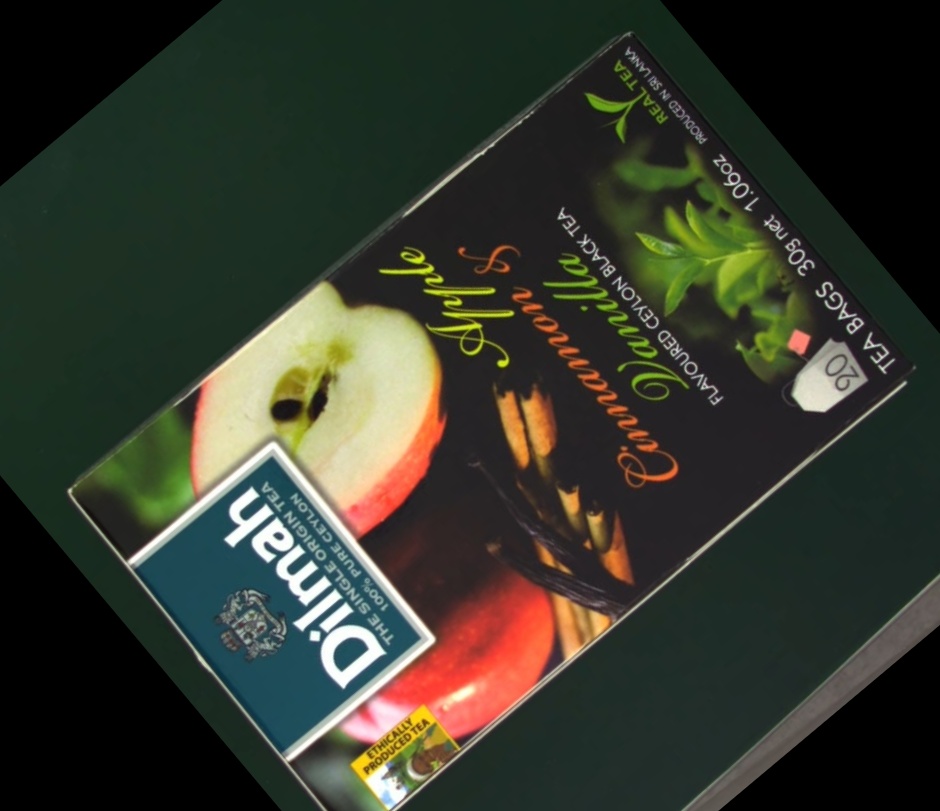 Dilmah
THE SINGLE ORIGIN TEA
100% PURE CEYLON
ETHICALLY
PRODUCED TEA
Apple
Cinnamon &
Vanilla
FLAVOURED CEYLON BLACK TEA
20
TEA BAGS 30g net 1.06oz
REAL TEA
PRODUCED IN SRI LANKA